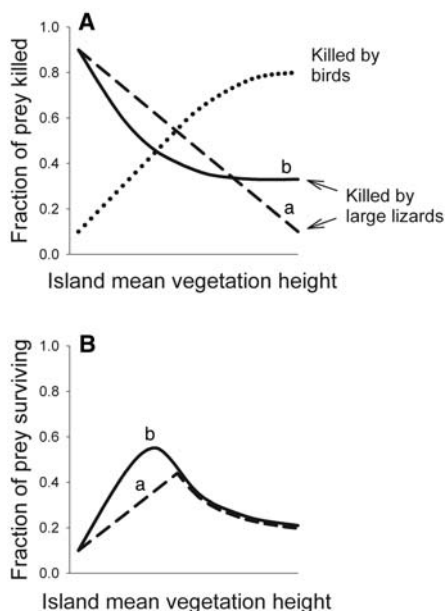 A
Fraction of prey killed
1.0
0.8
0.6
0.4
0.2
0.0
Killed by
birds
b
a
Killed by
large lizards
Island mean vegetation height
B
Fraction of prey surviving
1.0
0.8
0.6
0.4
0.2
0.0
b
a
Island mean vegetation height